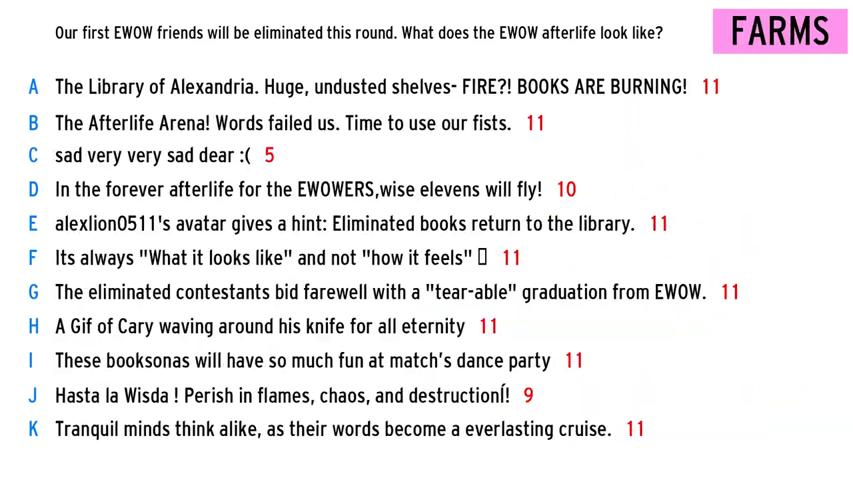 Our first EWOW friends will be eliminated this round. What does the EWOW afterlife look like?
FARMS
A The Library of Alexandria. Huge, undusted shelves- FIRE?! BOOKS ARE BURNING! 11
B The Afterlife Arena! Words failed us. Time to use our fists. 11
C sad very very sad dear :( 5
D In the forever afterlife for the EWOWERS,wise elevens will fly! 10
E alexlion0511's avatar gives a hint: Eliminated books return to the library. 11
F Its always "What it looks like" and not "how it feels" ▯ 11
G The eliminated contestants bid farewell with a "tear-able" graduation from EWOW. 11
H A Gif of Cary waving around his knife for all eternity 11
I These booksonas will have so much fun at match’s dance party 11
J Hasta la Wisda ! Perish in flames, chaos, and destructionÍ! 9
K Tranquil minds think alike, as their words become a everlasting cruise. 11